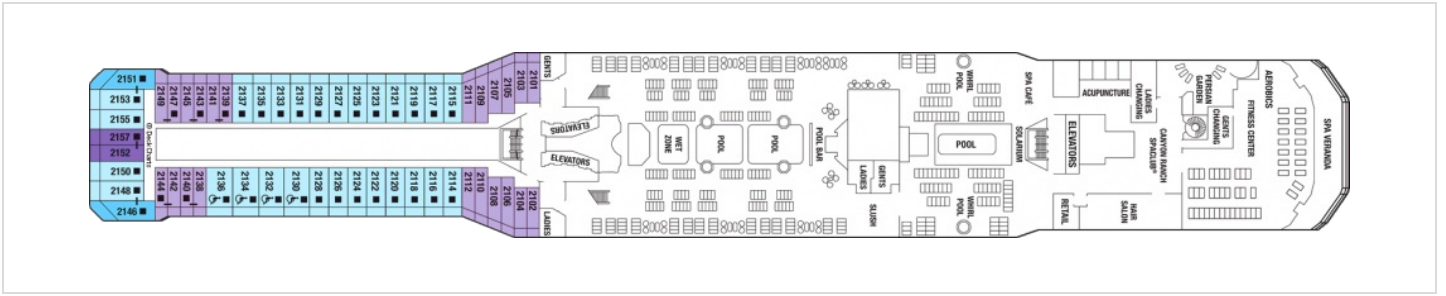 2151
2153
2155
2157
2152
2150
2148
2146
© Deck Charts
2149
2147
2145
2143
2141
2139
2137
2135
2133
2131
2129
2127
2125
2123
2121
2119
2117
2115
2111
2109
2107
2105
2103
2101
2144
2142
2140
2138
2136
2134
2132
2130
2128
2126
2124
2122
2120
2118
2116
2114
2112
2110
2108
2106
2104
2102
GENTS
LADIES
ELEVATORS
ELEVATORS
WET
ZONE
POOL
POOL
POOL BAR
LADIES
GENTS
SLUSH
WHIRL
POOL
POOL
WHIRL
POOL
SOLARIUM
SPA CAFÉ
ELEVATORS
RETAIL
ACUPUNCTURE
LADIES
CHANGING
CANYON RANCH
SPACLUB®
HAIR
SALON
PERSIAN
GARDEN
GENTS
CHANGING
FITNESS CENTER
AEROBICS
SPA VERANDA